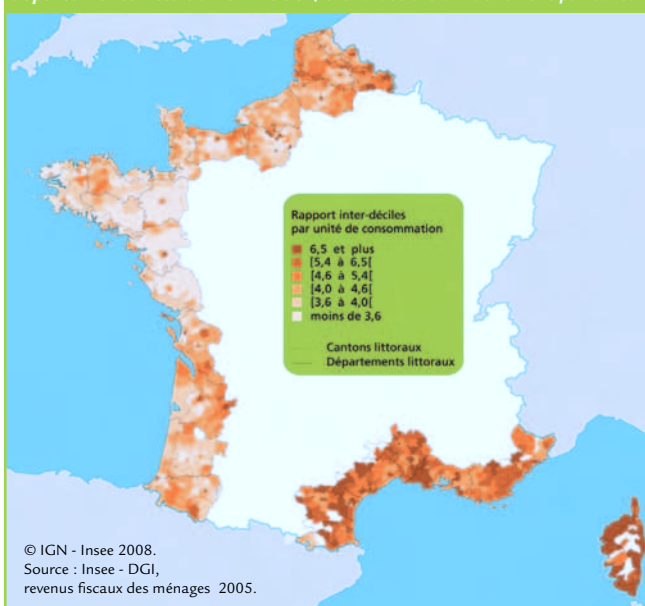 Rapport inter-déciles
par unité de consommation
6,5 et plus
[5,4 à 6,5[
[4,6 à 5,4[
[4,0 à 4,6[
[3,6 à 4,0[
moins de 3,6
Cantons littoraux
Départements littoraux
© IGN - Insee 2008.
Source : Insee - DGI,
revenus fiscaux des ménages 2005.